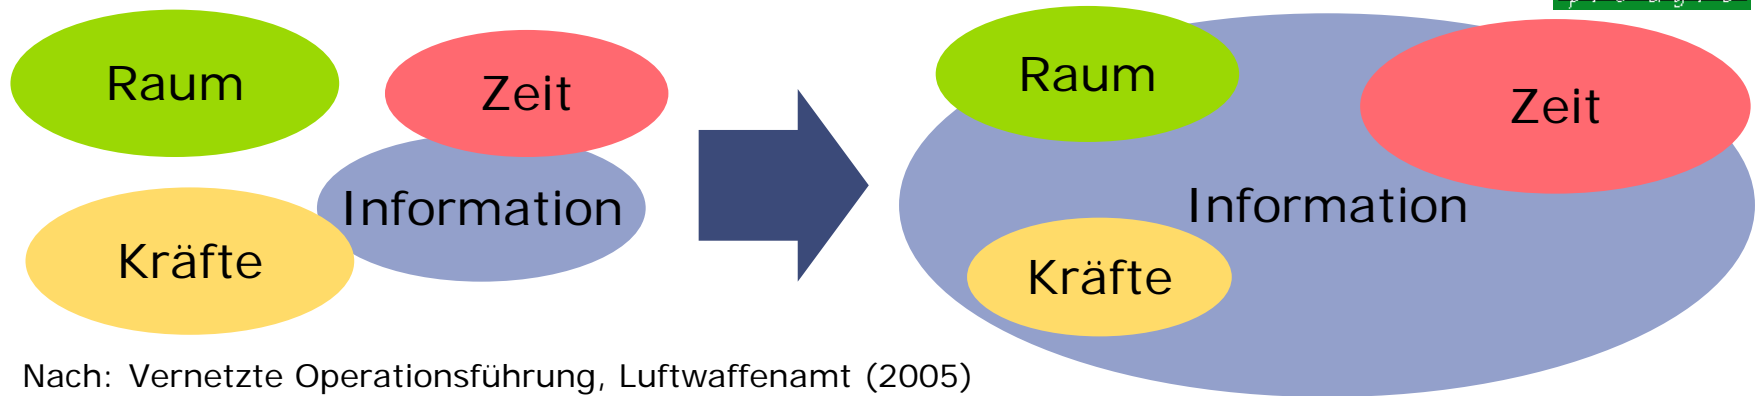 Raum
Zeit
Information
Kräfte
Raum
Zeit
Information
Kräfte
Nach: Vernetzte Operationsführung, Luftwaffenamt (2005)